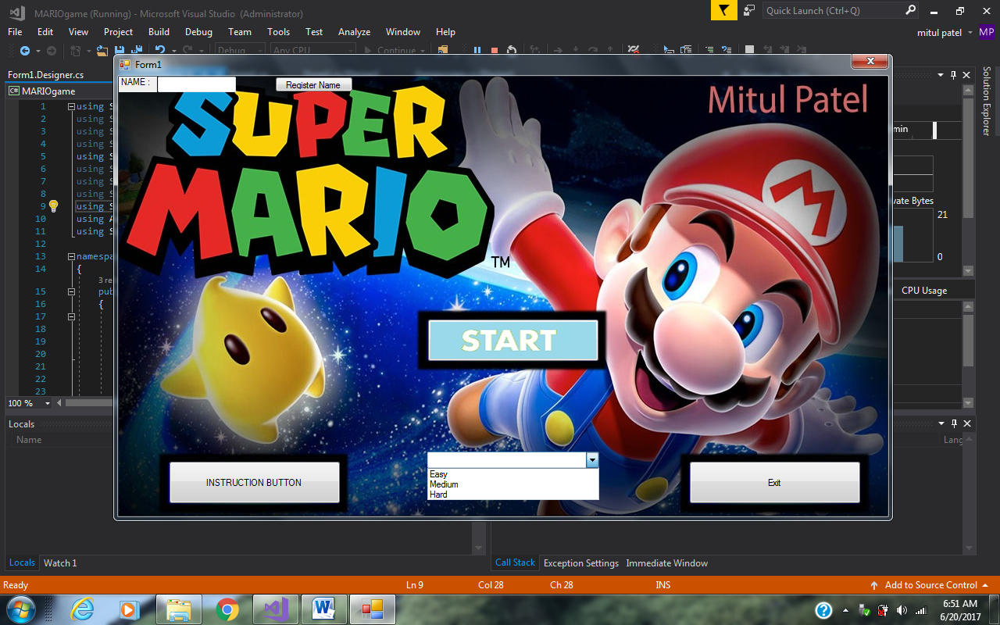 MARIOgame (Running) - Microsoft Visual Studio (Administrator)
Quick Launch (Ctrl+Q)
File Edit View Project Build Debug Team Tools Test Analyze Window Help
mitul patel MP
Debug Any CPU Continue
Form1
Form1.Designer.cs
NAME :
Register Name
Mitul Patel
C# MARIOgame
SUPER
MARIO
TM
M
Solution Explorer
1 using S
2 using S
3 using S
4 using S
5 using S
6 using S
7 using S
8 using S
9 using S
10 using A
11 using S
12
13 namespa
14 {
3 re
15 pub
16 {
17
18
19
20
21
22
23
min
vate Bytes
21
0
CPU Usage
START
100 %
Locals
Name
Lang
INSTRUCTION BUTTON
Easy
Medium
Hard
Exit
Locals Watch 1
Call Stack Exception Settings Immediate Window
Ready Ln 9 Col 28 Ch 28 INS Add to Source Control
6:51 AM
6/20/2017